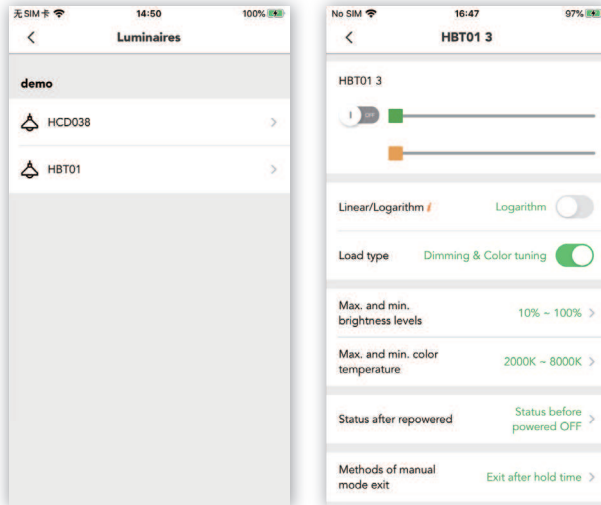 无SIM卡 14:50 100%
Luminaires
demo
HCD038
HBT01
No SIM 16:47 97%
HBT01 3
HBT01 3
OFF
Linear/Logarithm i Logarithm
Load type Dimming & Color tuning
Max. and min.
brightness levels
10% ~ 100%
Max. and min. color
temperature
2000K ~ 8000K
Status after repowered
Status before
powered OFF
Methods of manual
mode exit
Exit after hold time